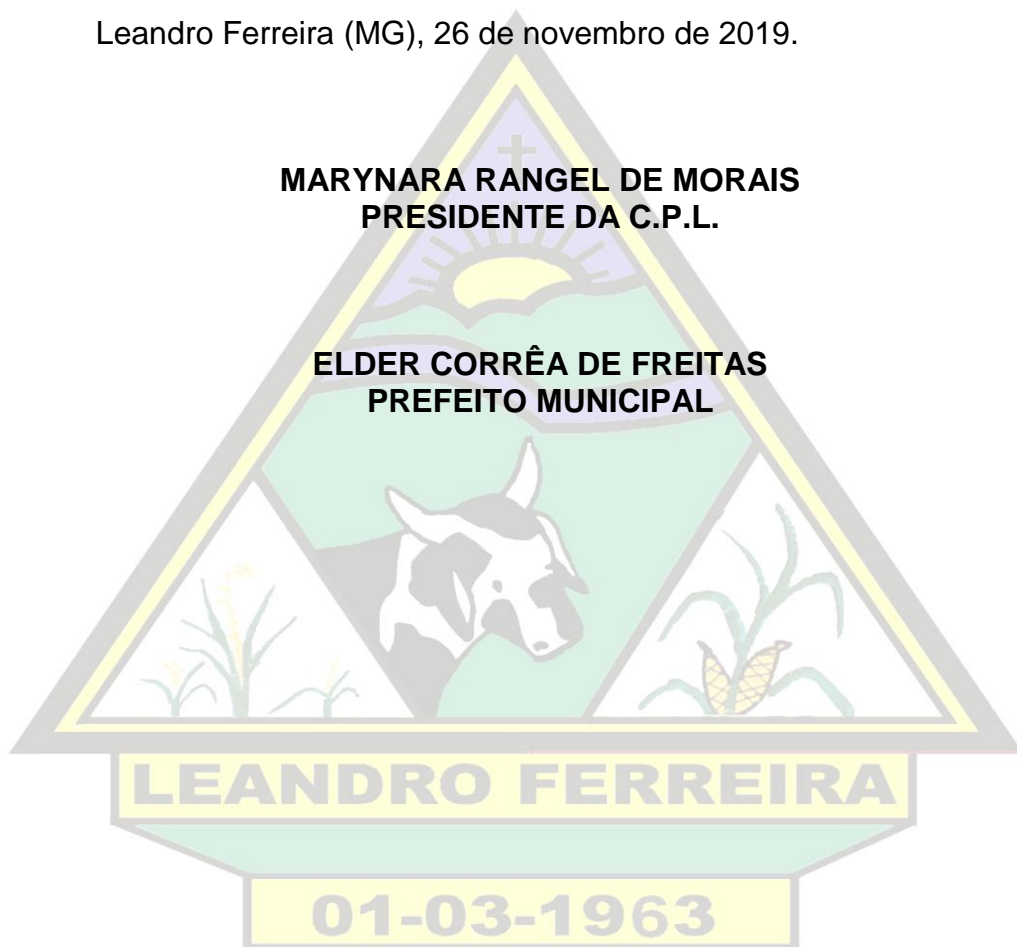 Leandro Ferreira (MG), 26 de novembro de 2019.
MARYNARA RANGEL DE MORAIS
PRESIDENTE DA C.P.L.
ELDER CORRÊA DE FREITAS
PREFEITO MUNICIPAL
LEANDRO FERREIRA
01-03-1963